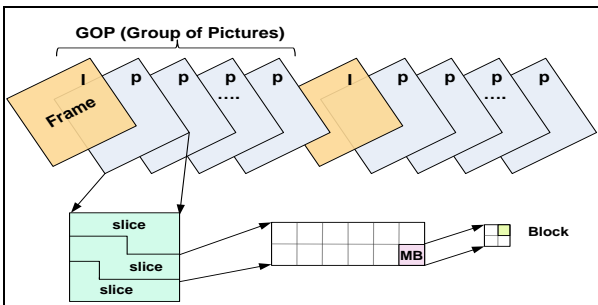 GOP (Group of Pictures)
I p p p p I p p p p
Frame
.... ....
slice
slice
slice
MB
Block